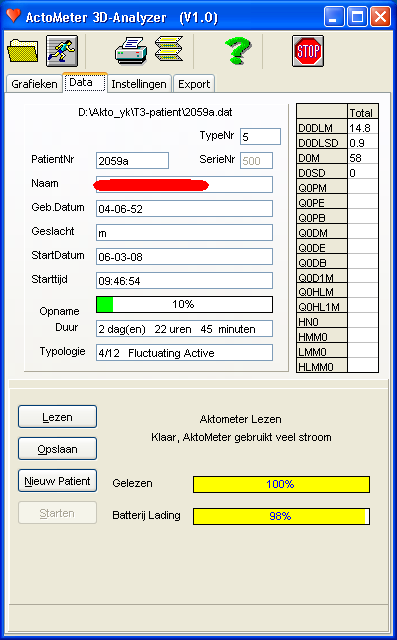 ActoMeter 3D-Analyzer (V1.0)
STOP
Grafieken Data Instellingen Export
D:\Akto_yk\T3-patient\2059a.dat
TypeNr 5
PatientNr 2059a SerieNr 500
Naam
Geb.Datum 04-06-52
Geslacht m
StartDatum 06-03-08
Starttijd 09:46:54
Opname 10%
Duur 2 dag(en) 22 uren 45 minuten
Typologie 4/12 Fluctuating Active
Total
D0DLM 14.8
D0DLSD 0.9
D0M 58
D0SD 0
Q0PM
Q0PE
Q0PB
Q0DM
Q0DE
Q0DB
Q0D1M
Q0HLM
Q0HL1M
HN0
HMM0
LMM0
HLMM0
Lezen
Opslaan
Nieuw Patient
Starten
Aktometer Lezen
Klaar, AktoMeter gebruikt veel stroom
Gelezen 100%
Batterij Lading 98%